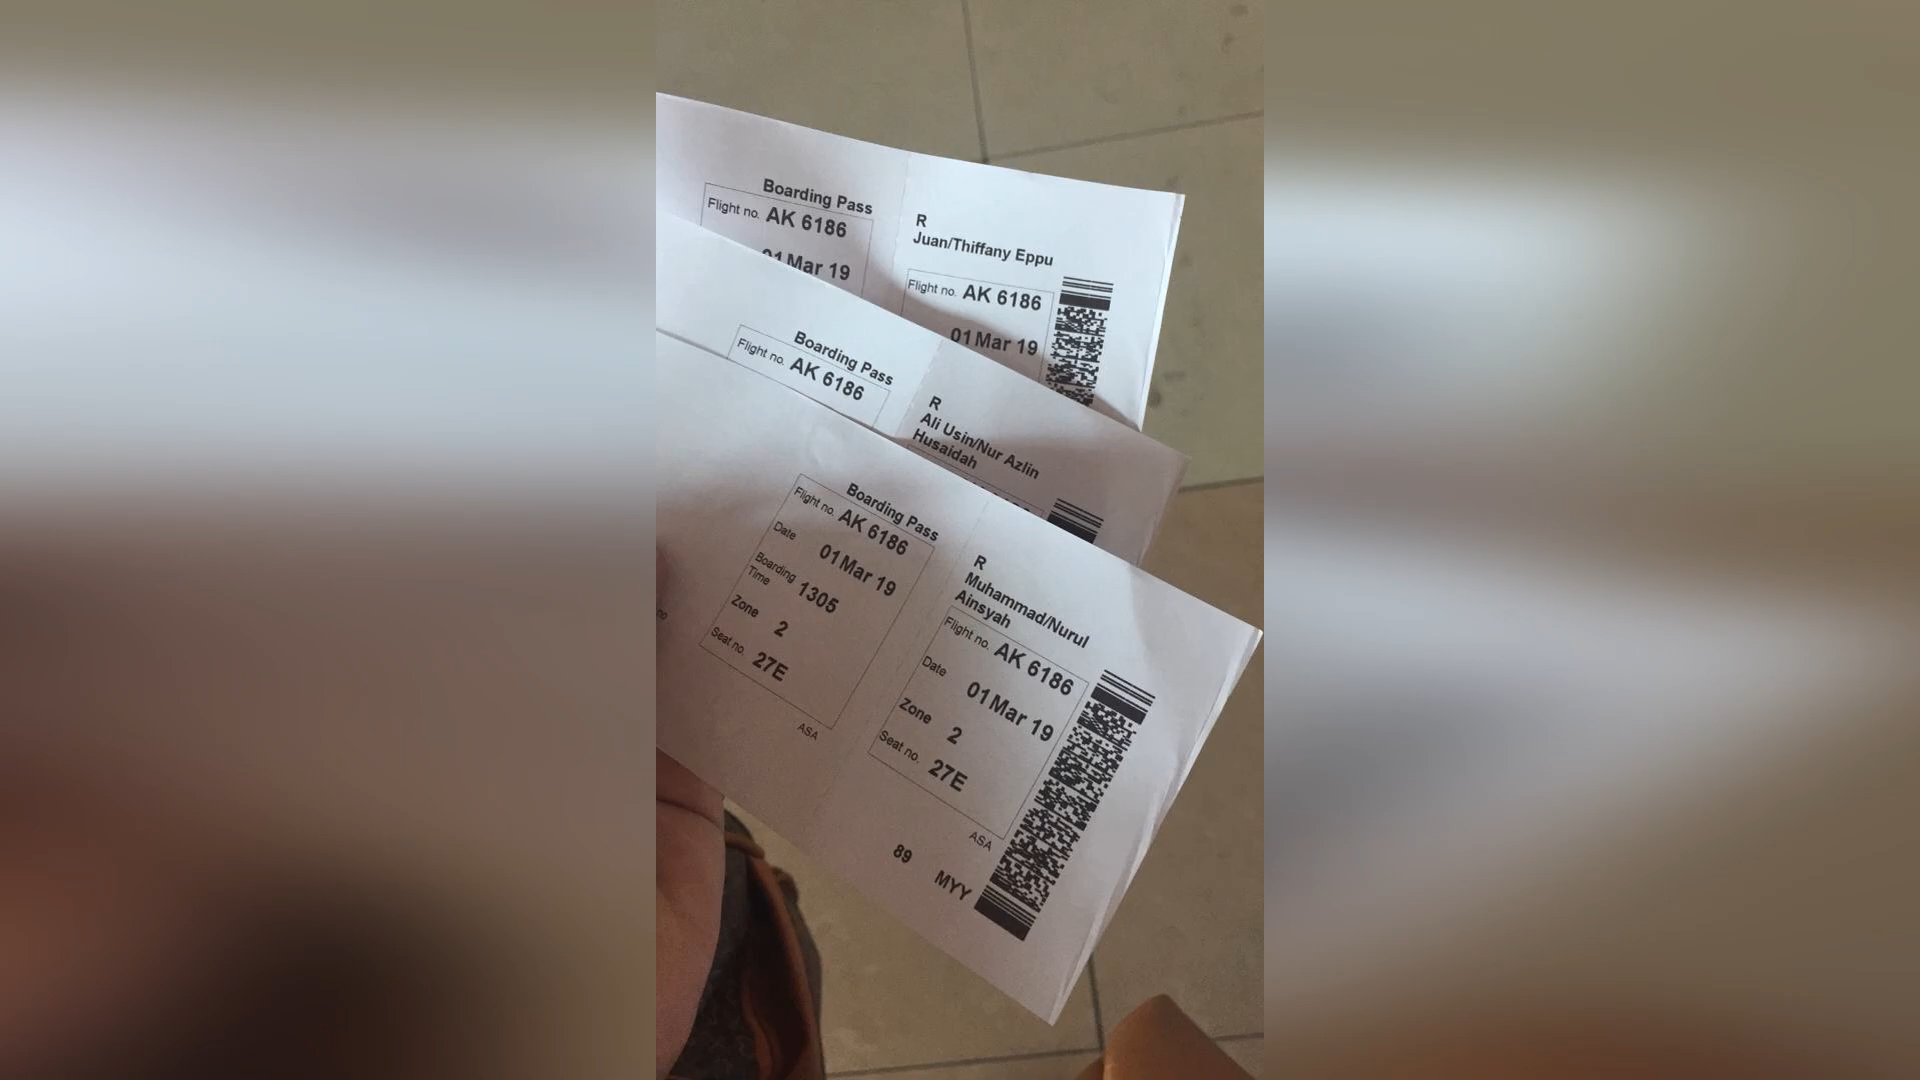 Boarding Pass
Flight no. AK 6186
01 Mar 19
R
Juan/Thiffany Eppu
Flight no. AK 6186
01 Mar 19
Boarding Pass
Flight no. AK 6186
R
Ali Usin/Nur Azlin
Husaidah
Boarding Pass
Flight no. AK 6186
Date 01 Mar 19
Boarding
Time 1305
Zone 2
Seat no. 27E
ASA
R
Muhammad/Nurul
Ainsyah
Flight no. AK 6186
Date 01 Mar 19
Zone 2
Seat no. 27E
ASA
89 MYY